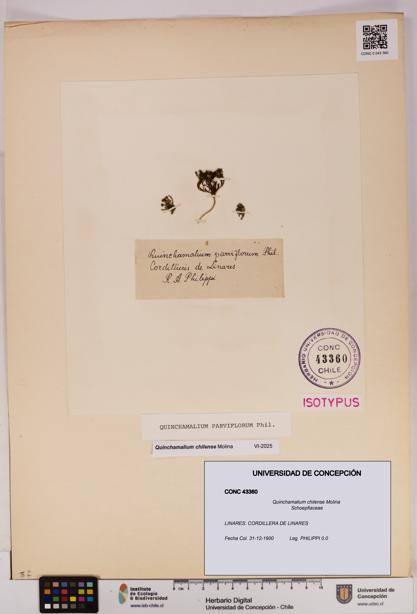 CONC 0 043 360
Quinchamalium parviflorum Phil.
Cordilleras de Linares
R. A Philippi
HERBARIO UNIVERSIDAD DE CONCEPCION
CONC
43360
CHILE
ISOTYPUS
QUINCHAMALIUM PARVIFLORUM Phil.
Quinchamalium chilense Molina VI-2025
UNIVERSIDAD DE CONCEPCIÓN
CONC 43360
Quinchamalium chilense Molina
Schoepfiaceae
LINARES: CORDILLERA DE LINARES
Fecha Col. 31-12-1900 Leg. PHILIPPI 0.0
Instituto
de Ecología
& Biodiversidad
www.ieb-chile.cl
Herbario Digital
Universidad de Concepción - Chile
Universidad
de Concepción
www.udec.cl